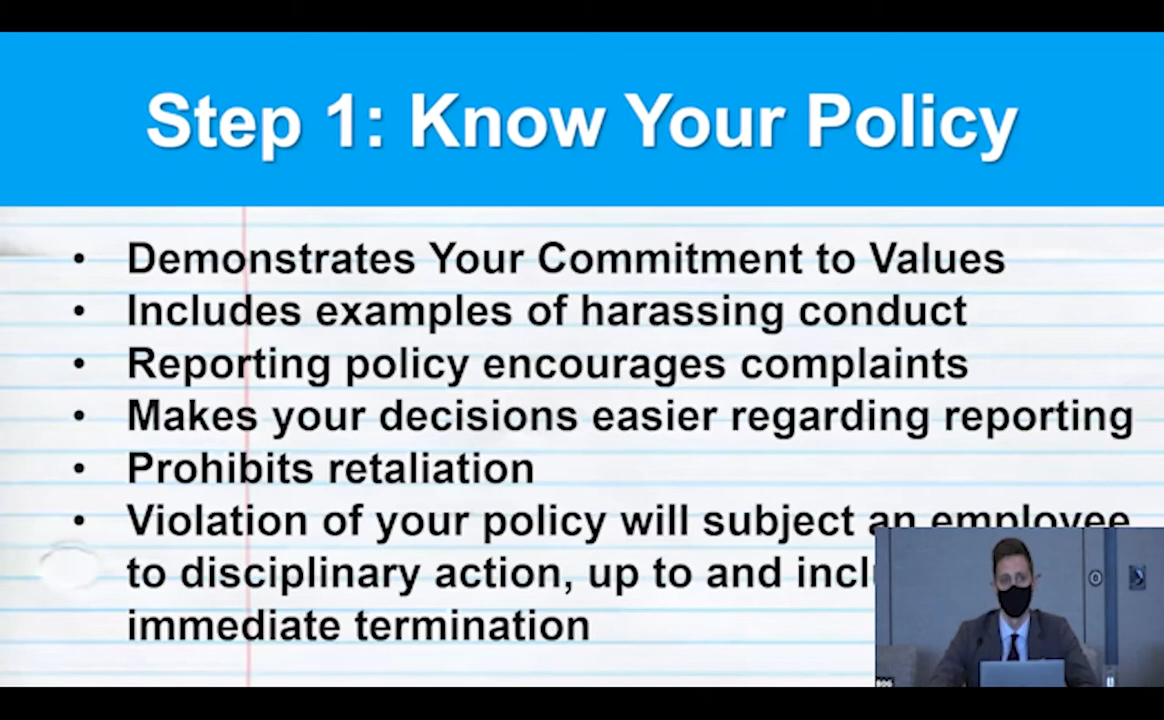 Step 1: Know Your Policy
• Demonstrates Your Commitment to Values
• Includes examples of harassing conduct
• Reporting policy encourages complaints
• Makes your decisions easier regarding reporting
• Prohibits retaliation
• Violation of your policy will subject an employee
to disciplinary action, up to and incl
immediate termination